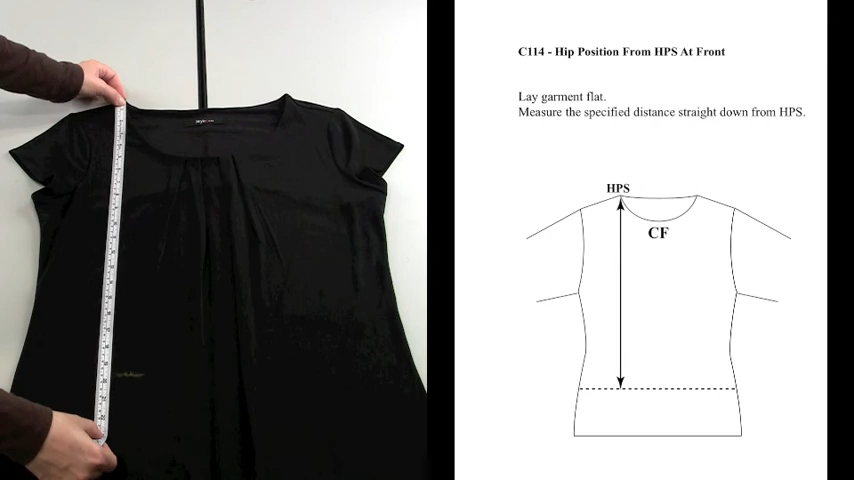 C114 - Hip Position From HPS At Front
Lay garment flat.
Measure the specified distance straight down from HPS.
HPS
CF